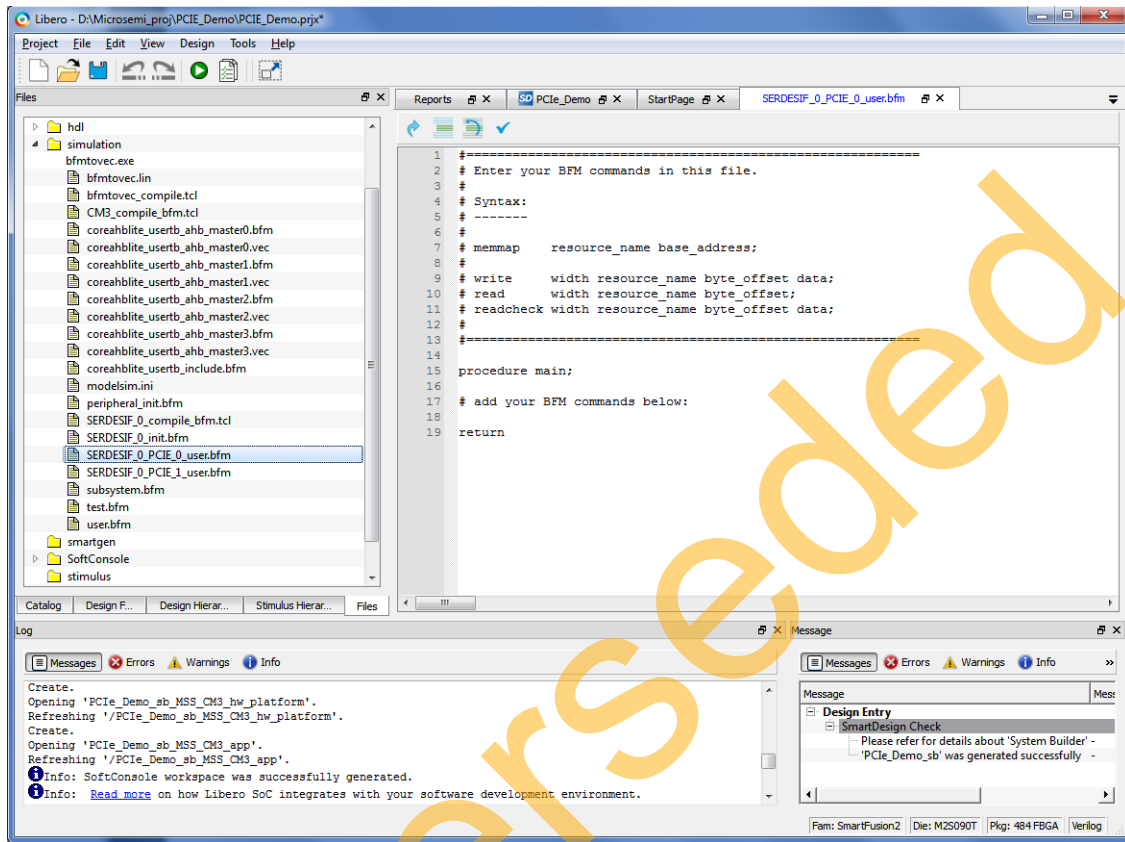 Libero - D:\Microsemi_proj\PCIE_Demo\PCIE_Demo.prjx*
Project File Edit View Design Tools Help
Files
Reports
SD PCIe_Demo
StartPage
SERDESIF_0_PCIE_0_user.bfm
hdl
simulation
bfmtovec.exe
bfmtovec.lin
bfmtovec_compile.tcl
CM3_compile_bfm.tcl
coreahblite_usertb_ahb_master0.bfm
coreahblite_usertb_ahb_master0.vec
coreahblite_usertb_ahb_master1.bfm
coreahblite_usertb_ahb_master1.vec
coreahblite_usertb_ahb_master2.bfm
coreahblite_usertb_ahb_master2.vec
coreahblite_usertb_ahb_master3.bfm
coreahblite_usertb_ahb_master3.vec
coreahblite_usertb_include.bfm
modelsim.ini
peripheral_init.bfm
SERDESIF_0_compile_bfm.tcl
SERDESIF_0_init.bfm
SERDESIF_0_PCIE_0_user.bfm
SERDESIF_0_PCIE_1_user.bfm
subsystem.bfm
test.bfm
user.bfm
smartgen
SoftConsole
stimulus
Catalog Design F... Design Hierar... Stimulus Hierar... Files
1 #===========================================================
2 # Enter your BFM commands in this file.
3 #
4 # Syntax:
5 # -------
6 #
7 # memmap resource_name base_address;
8 #
9 # write width resource_name byte_offset data;
10 # read width resource_name byte_offset;
11 # readcheck width resource_name byte_offset data;
12 #
13 #===========================================================
14
15 procedure main;
16
17 # add your BFM commands below:
18
19 return
Log
Messages Errors Warnings Info
Create.
Opening 'PCIe_Demo_sb_MSS_CM3_hw_platform'.
Refreshing '/PCIe_Demo_sb_MSS_CM3_hw_platform'.
Create.
Opening 'PCIe_Demo_sb_MSS_CM3_app'.
Refreshing '/PCIe_Demo_sb_MSS_CM3_app'.
Info: SoftConsole workspace was successfully generated.
Info: Read more on how Libero SoC integrates with your software development environment.
Message
Messages Errors Warnings Info »
Message Mess
Design Entry
SmartDesign Check
Please refer for details about 'System Builder' -
'PCIe_Demo_sb' was generated successfully -
Fam: SmartFusion2 Die: M2S090T Pkg: 484 FBGA Verilog
erseded